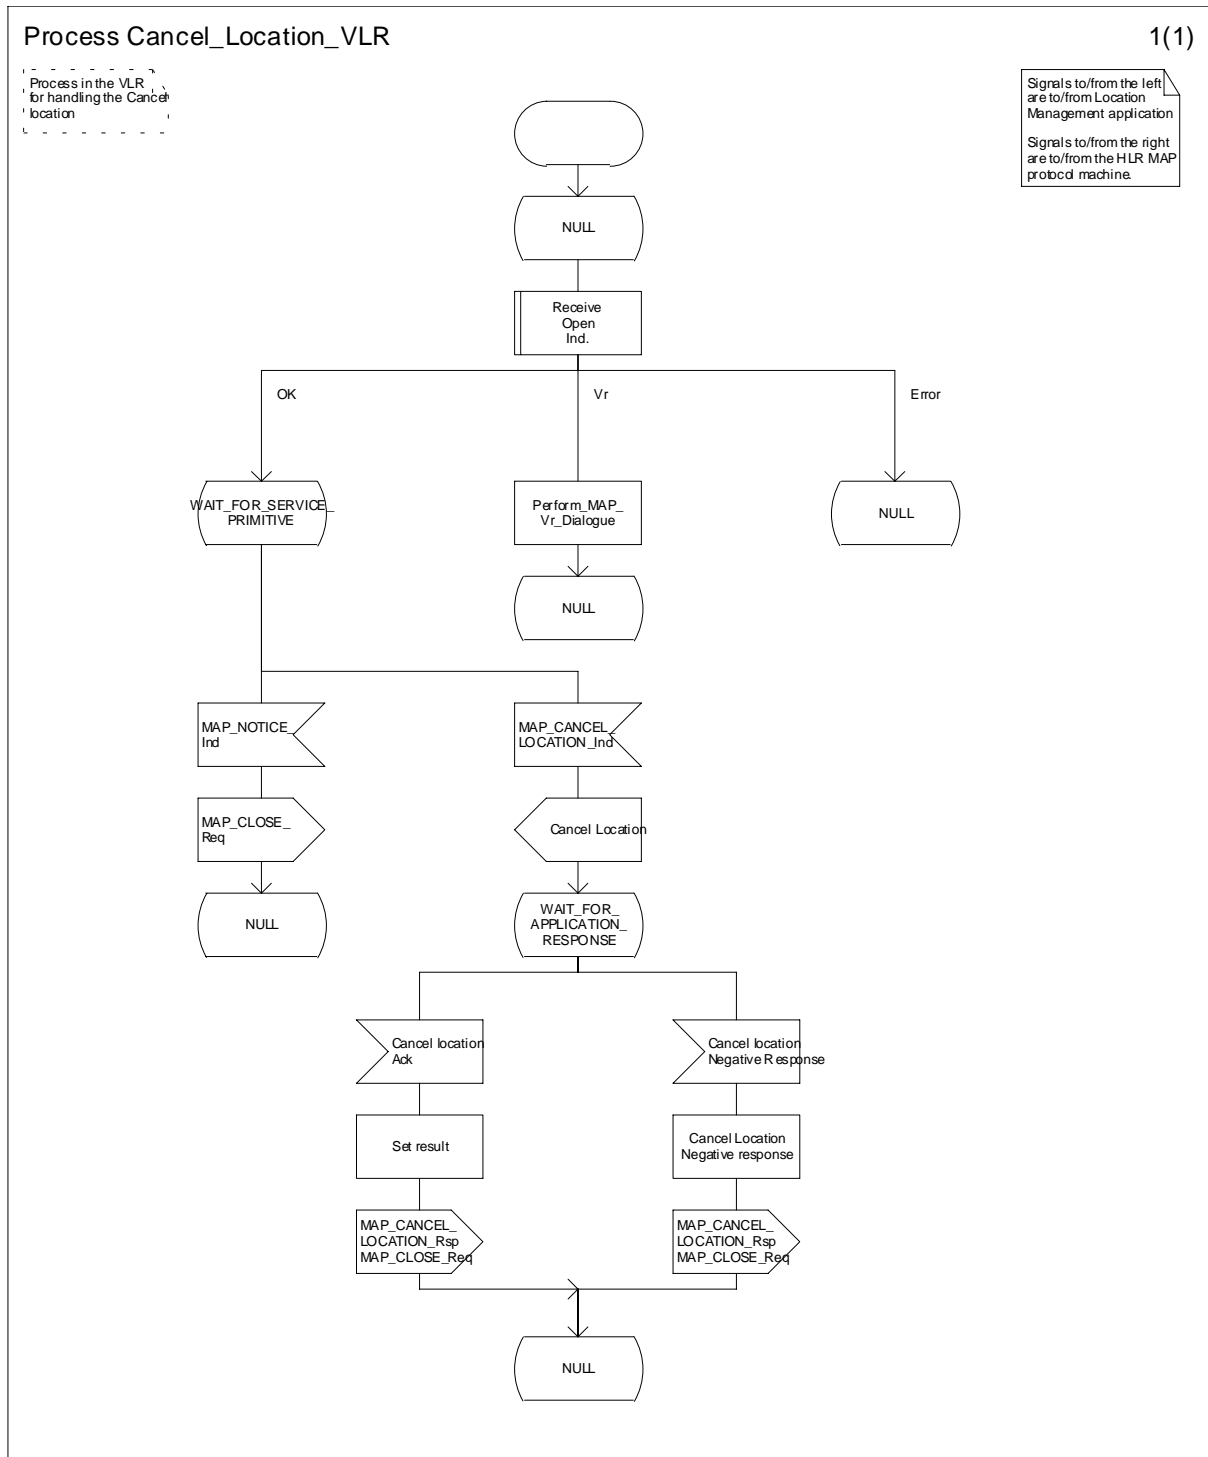 Process Cancel_Location_VLR
1(1)
Process in the VLR
for handling the Cancel
location
Signals to/from the left
are to/from Location
Management application
Signals to/from the right
are to/from the HLR MAP
protocol machine.
NULL
Receive
Open
Ind.
OK
Vr
Error
WAIT_FOR_SERVICE_
PRIMITIVE
Perform_MAP_
Vr_Dialogue
NULL
NULL
MAP_NOTICE_
Ind
MAP_CANCEL_
LOCATION_Ind
MAP_CLOSE_
Req
Cancel Location
NULL
WAIT_FOR_
APPLICATION_
RESPONSE
Cancel location
Ack
Cancel location
Negative Response
Set result
Cancel Location
Negative response
MAP_CANCEL_
LOCATION_Rsp
MAP_CLOSE_Req
MAP_CANCEL_
LOCATION_Rsp
MAP_CLOSE_Req
NULL